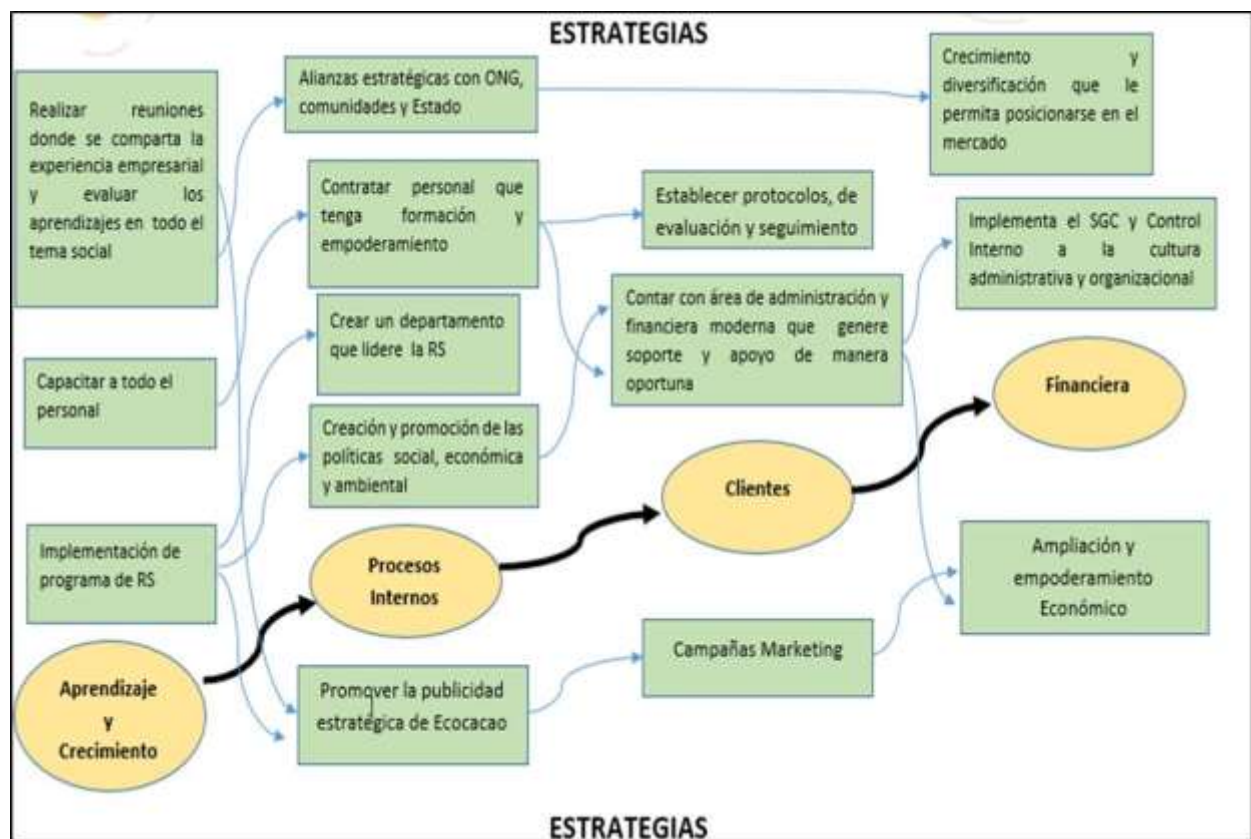 ESTRATEGIAS
Realizar reuniones
donde se comparta la
experiencia empresarial
y evaluar los
aprendizajes en todo el
tema social
Capacitar a todo el
personal
Implementación de
programa de RS
Aprendizaje
y
Crecimiento
Alianzas estratégicas con ONG,
comunidades y Estado
Contratar personal que
tenga formación y
empoderamiento
Crear un departamento
que lidere la RS
Creación y promoción de las
políticas social, económica
y ambiental
Procesos
Internos
Promover la publicidad
estratégica de Ecocacao
Establecer protocolos, de
evaluación y seguimiento
Contar con área de administración y
financiera moderna que genere
soporte y apoyo de manera
oportuna
Clientes
Campañas Marketing
Crecimiento y
diversificación que le
permita posicionarse en el
mercado
Implementa el SGC y Control
Interno a la cultura
administrativa y organizacional
Financiera
Ampliación y
empoderamiento
Económico
ESTRATEGIAS